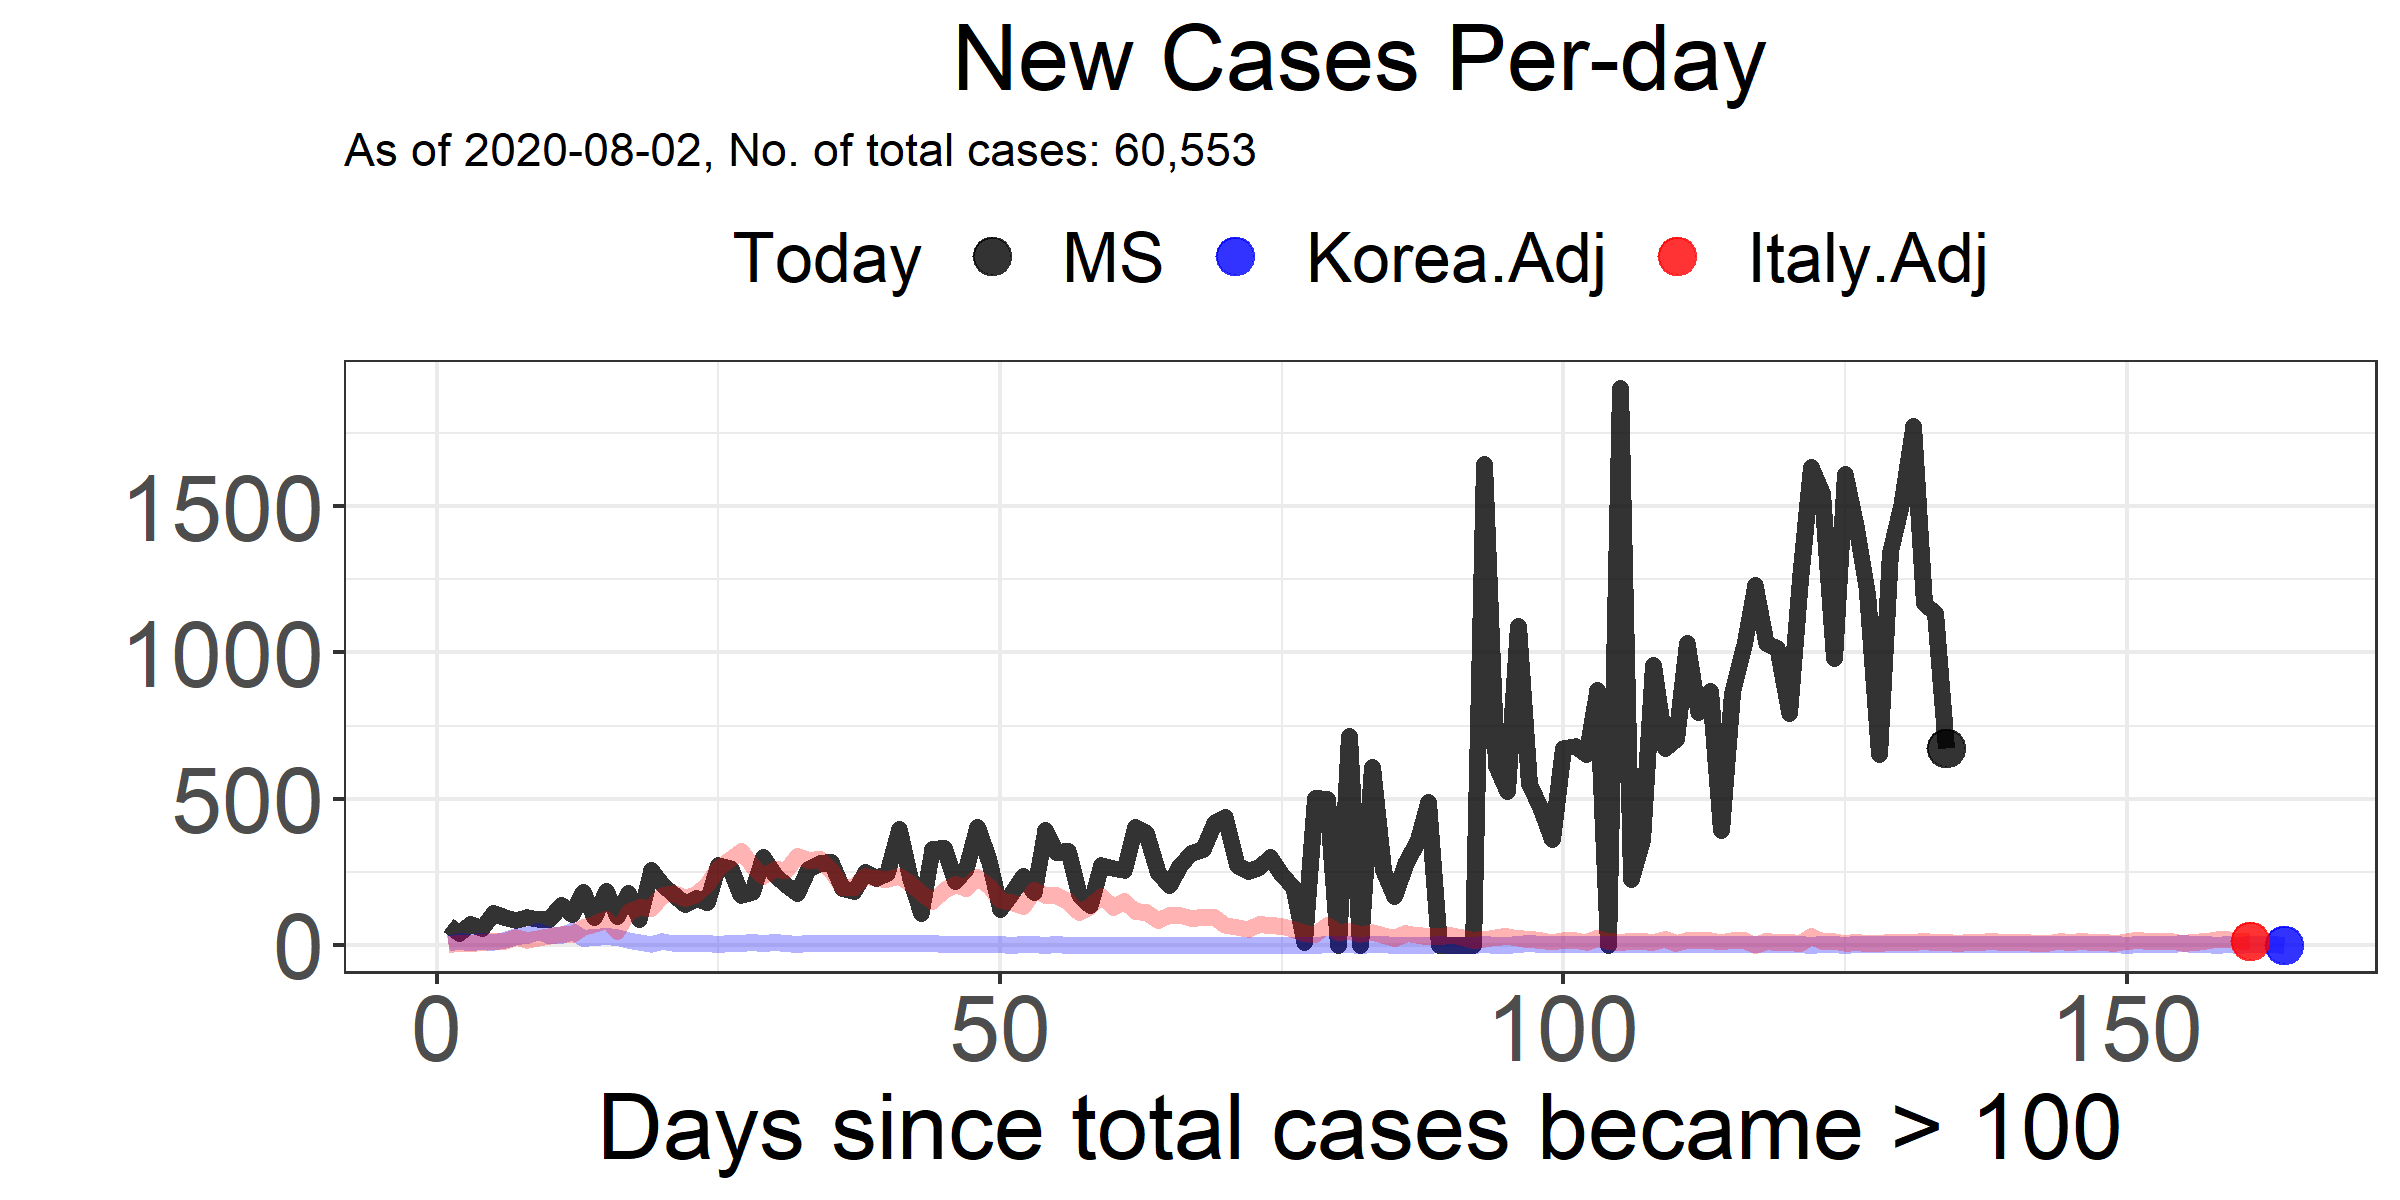 New Cases Per-day
As of 2020-08-02, No. of total cases: 60,553
Today MS Korea.Adj Italy.Adj
1500
1000
500
0
0 50 100 150
Days since total cases became > 100